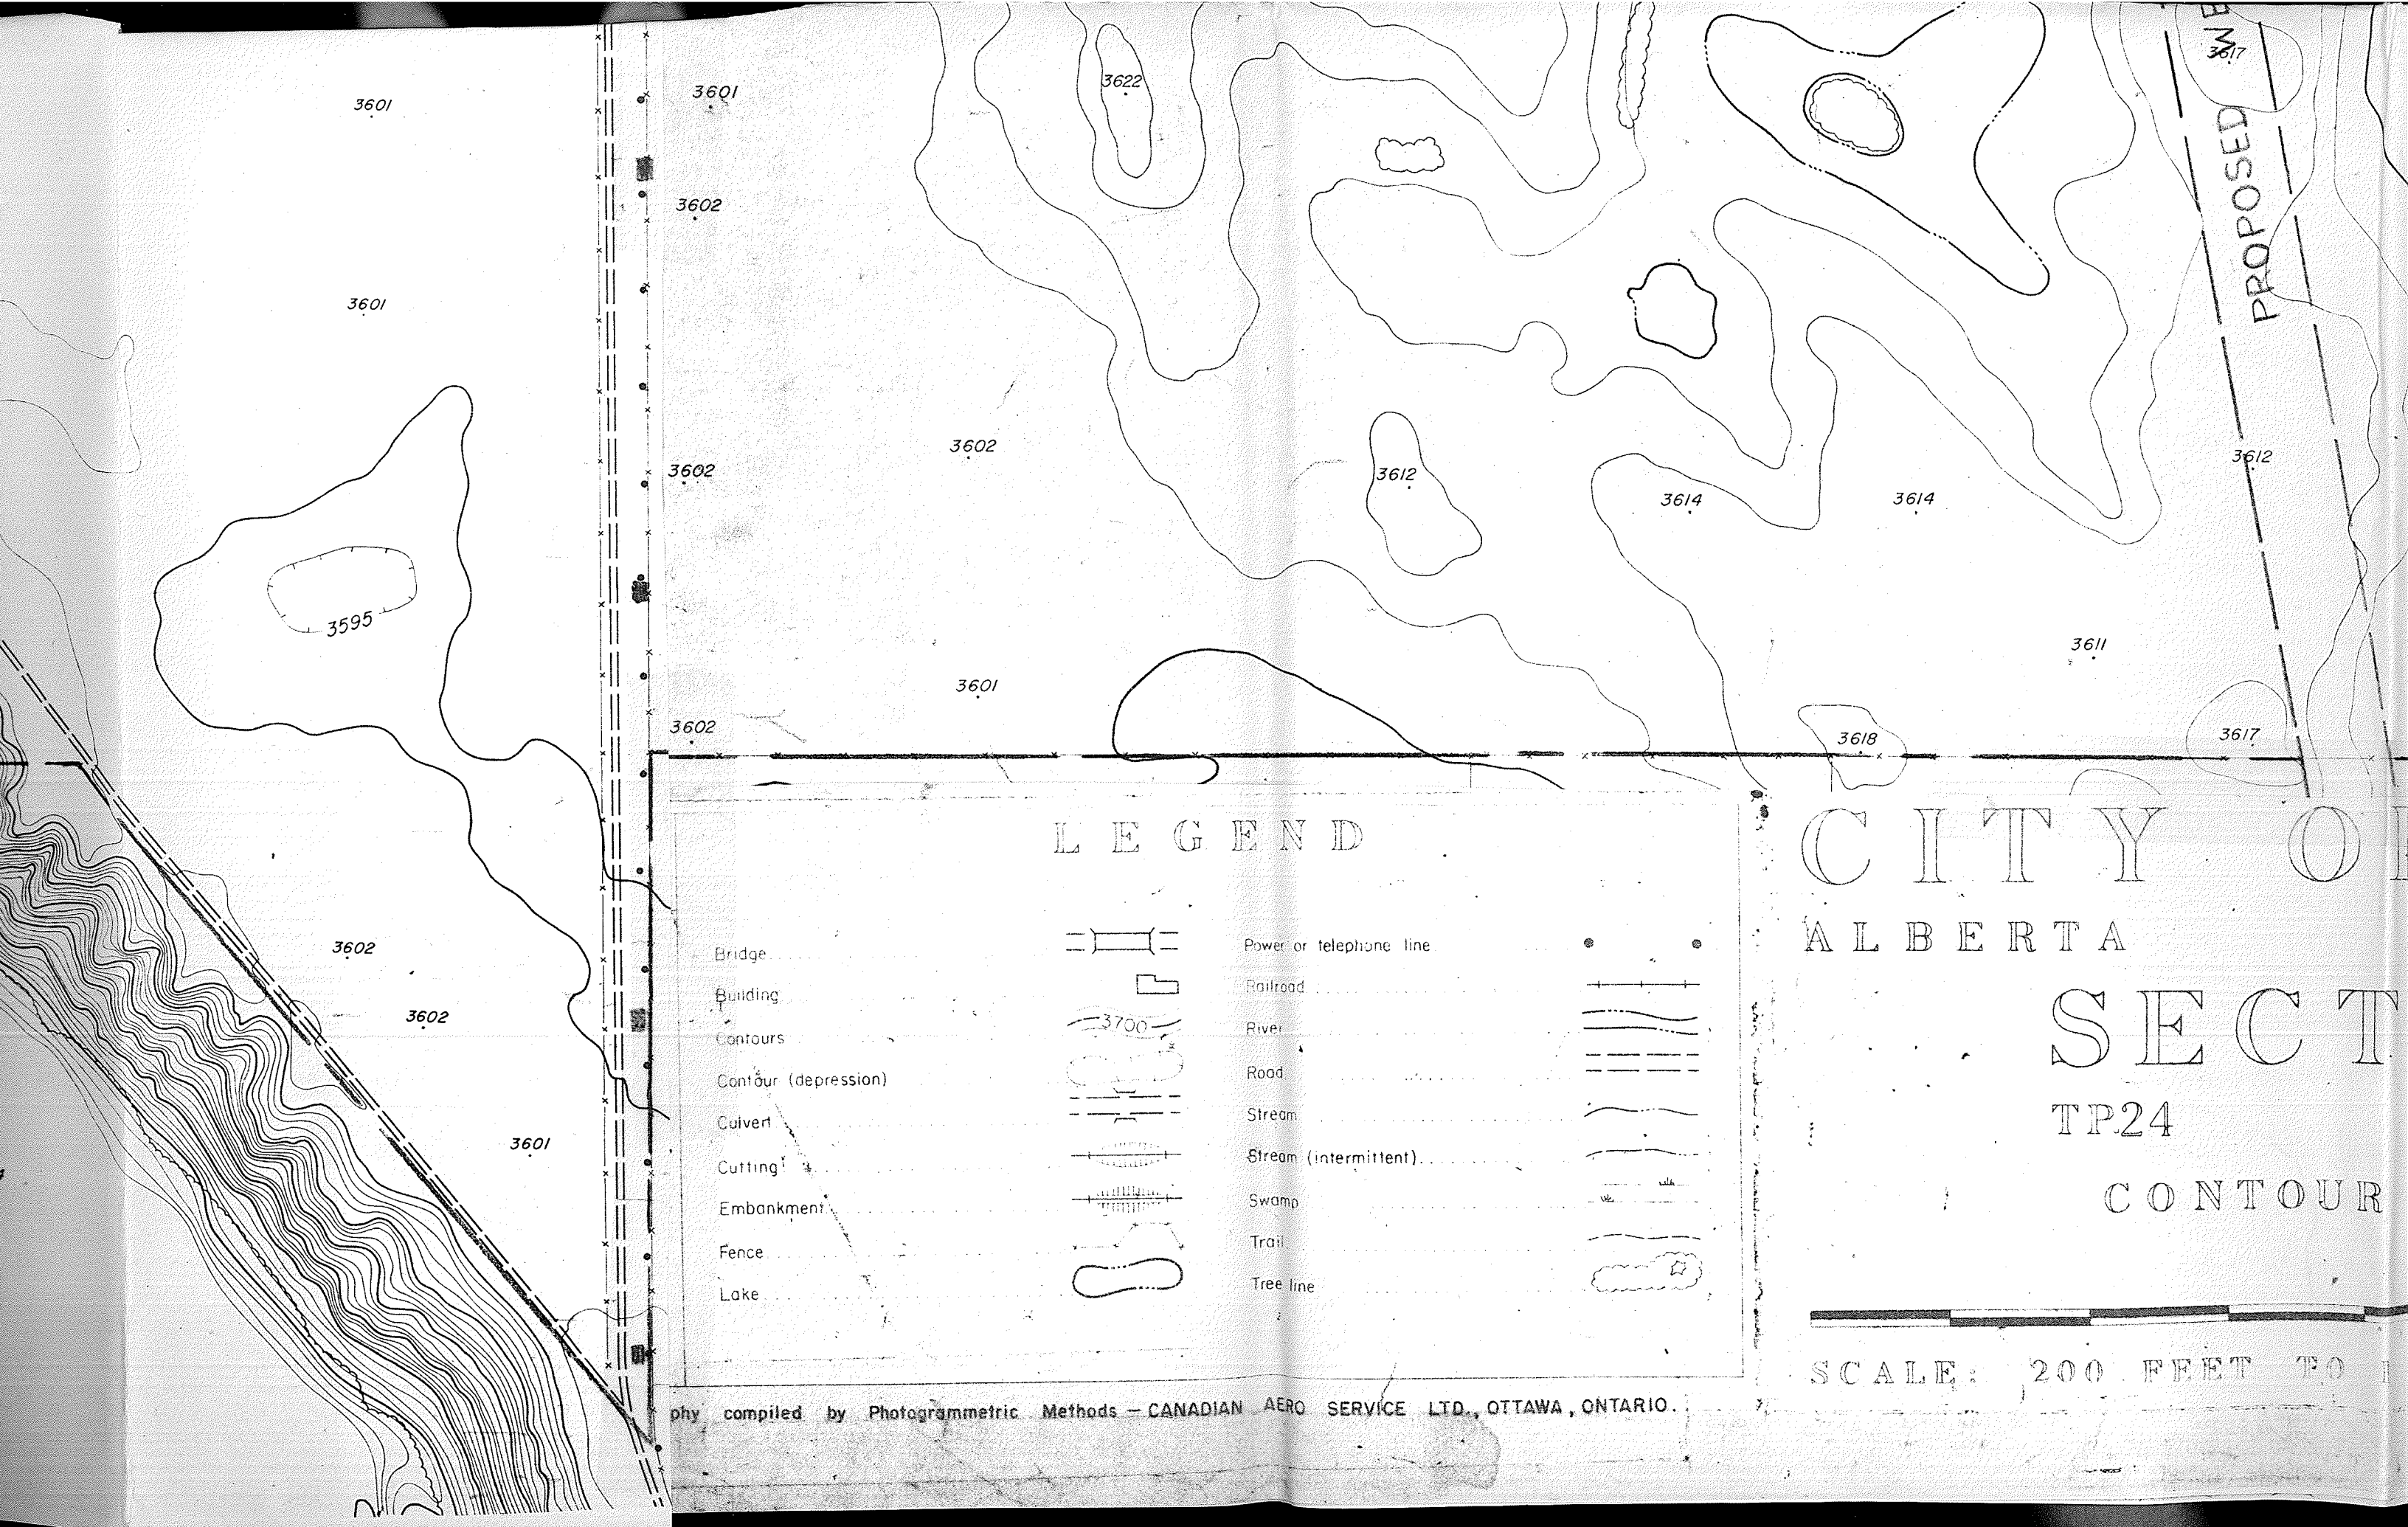 3617
3622
3601
3601
PROPOSED
3602
3601
3602
3602
3612
3612
3614
3614
3595
3611
3601
3602
3618
3617
LEGEND
Bridge
Building
Contours
3700
Contour (depression)
Culvert
Cutting
Embankment
Fence
Lake
Power or telephone line
Railroad
River
Road
Stream
Stream (intermittent)
Swamp
Trail
Tree line
CITY
ALBERTA
SECT
TP.24
CONTOUR
SCALE: 200 FEET TO
3602
3602
3601
phy compiled by Photogrammetric Methods – CANADIAN AERO SERVICE LTD., OTTAWA, ONTARIO.